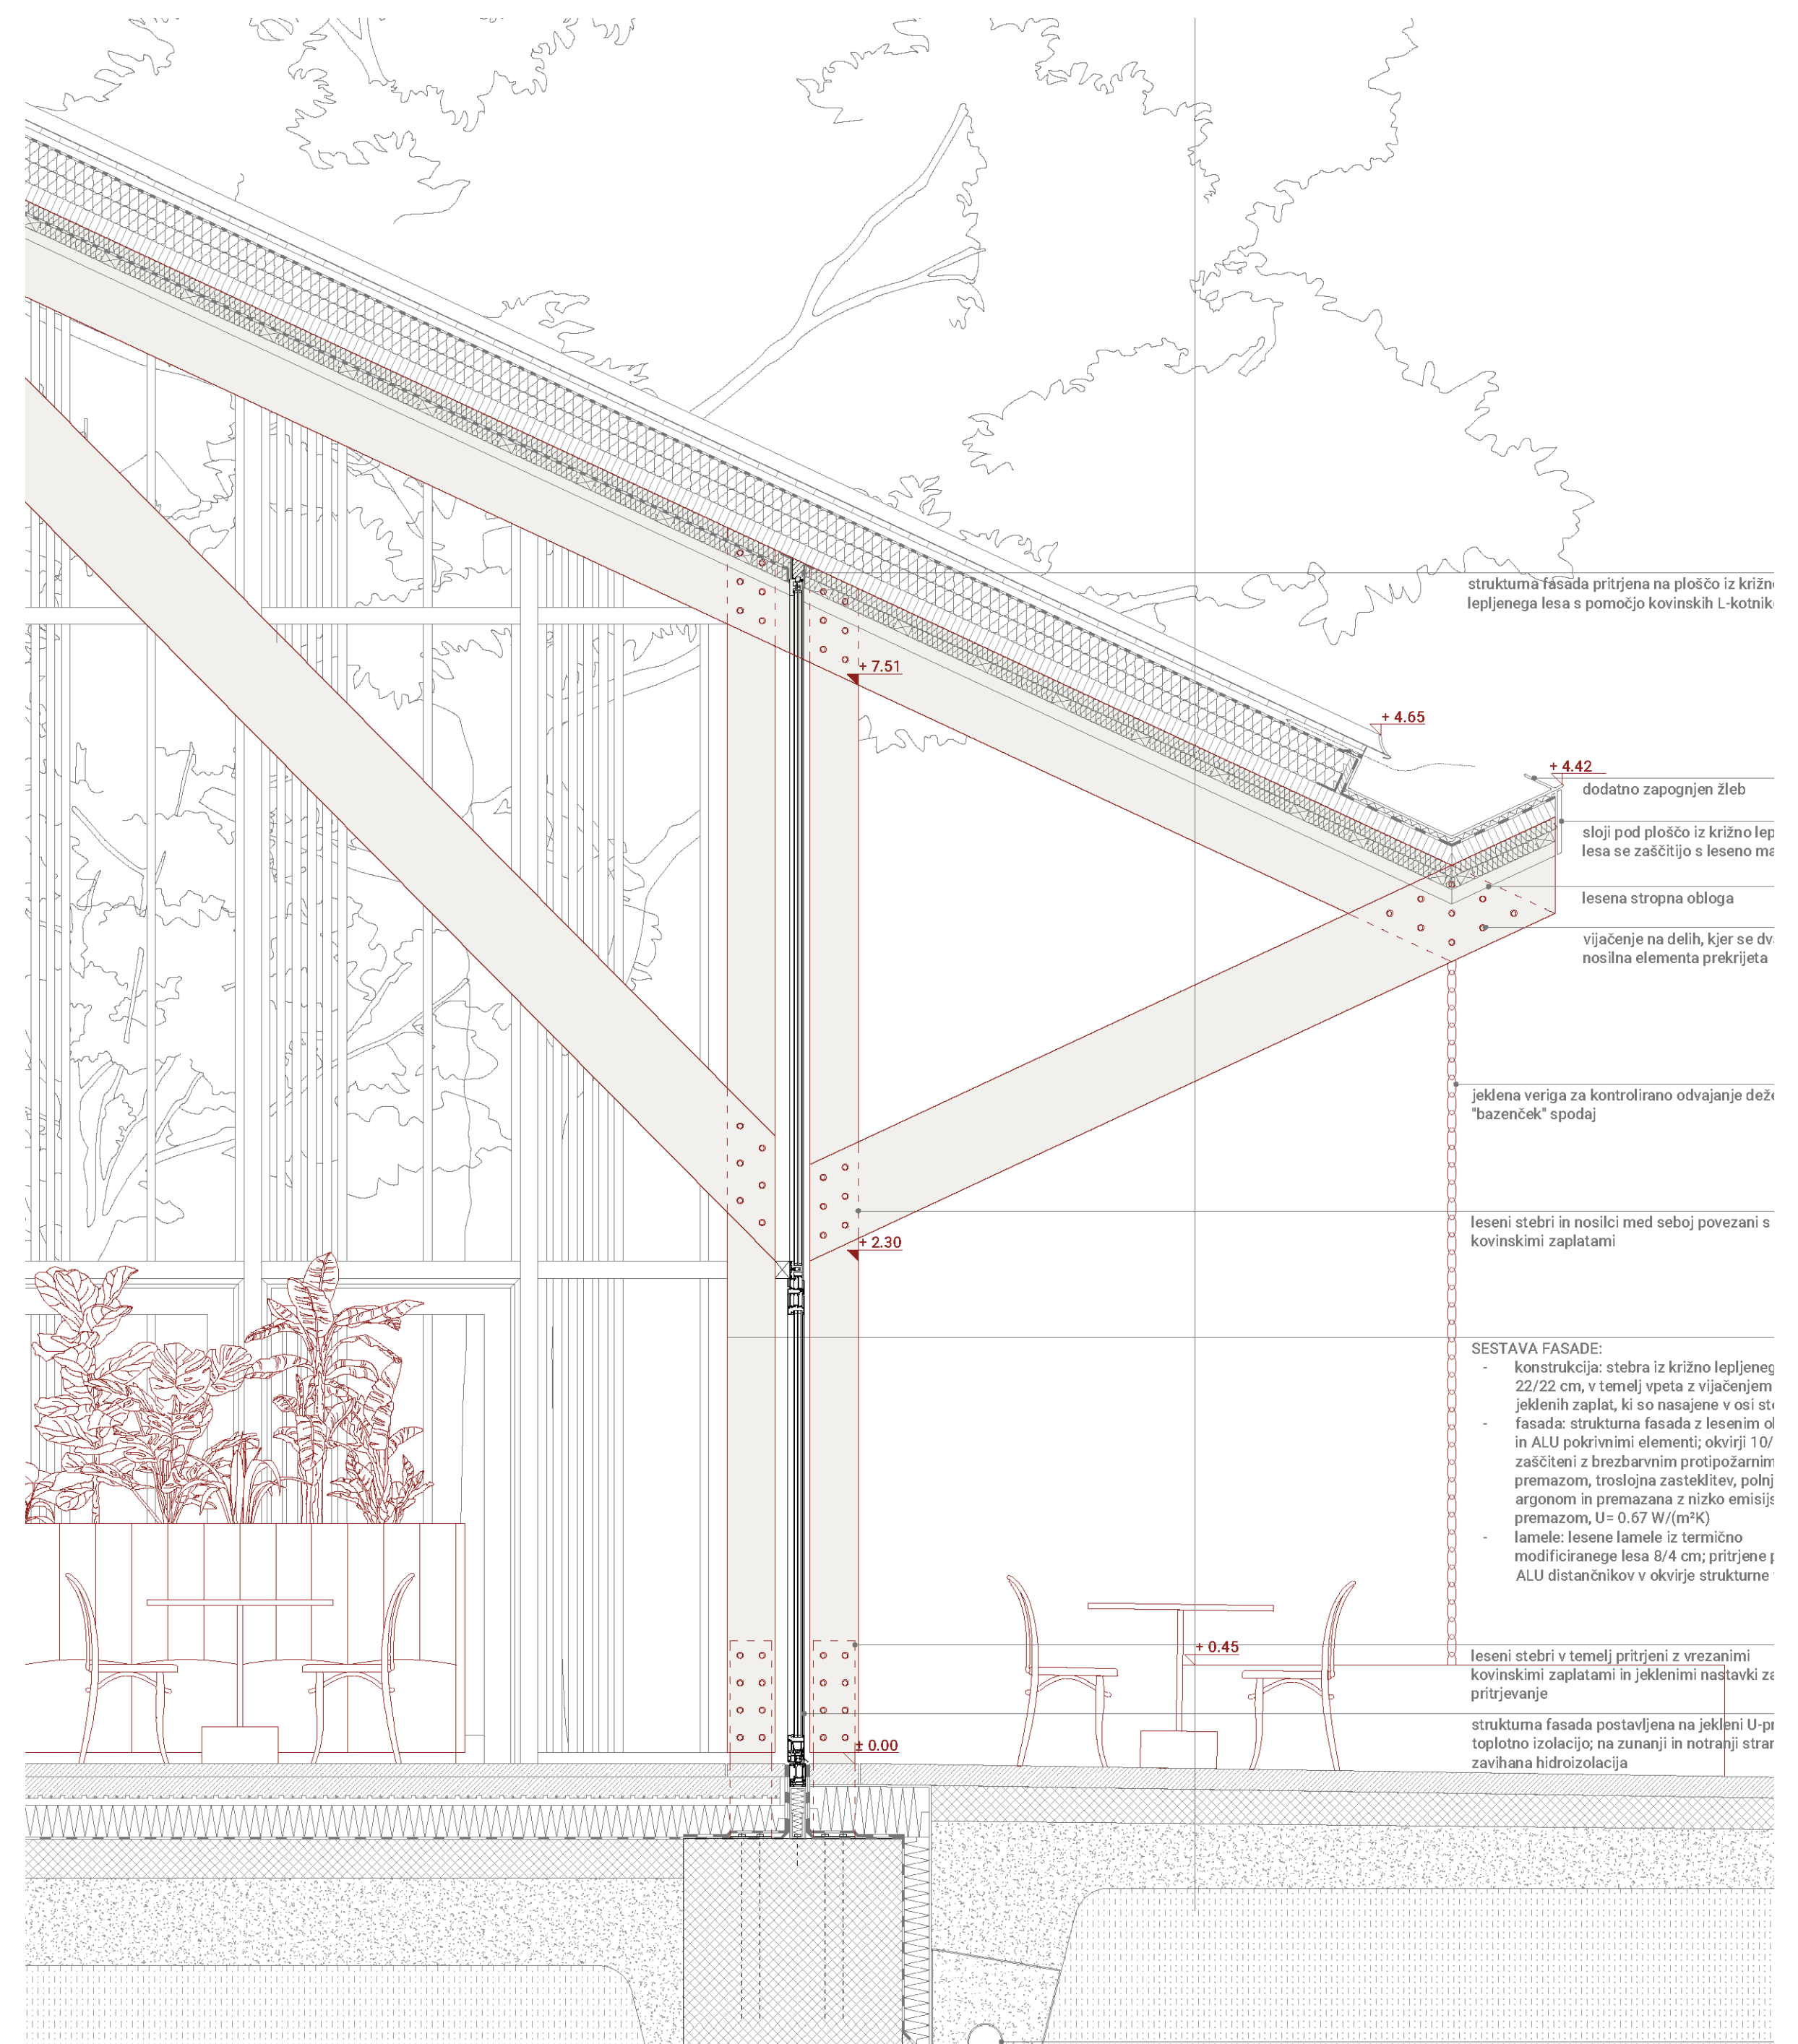 strukturna fasada pritrjena na ploščo iz križn
lepljenega lesa s pomočjo kovinskih L-kotnik
+ 7.51
+ 4.65
+ 4.42
dodatno zapognjen žleb
sloji pod ploščo iz križno lep
lesa se zaščitijo s leseno ma
lesena stropna obloga
vijačenje na delih, kjer se dv
nosilna elementa prekrijeta
jeklena veriga za kontrolirano odvajanje dež
"bazenček" spodaj
leseni stebri in nosilci med seboj povezani s
kovinskimi zaplatami
+ 2.30
SESTAVA FASADE:
- konstrukcija: stebra iz križno lepljeneg
22/22 cm, v temelj vpeta z vijačenjem
jeklenih zaplat, ki so nasajene v osi ste
- fasada: strukturna fasada z lesenim o
in ALU pokrivnimi elementi; okvirji 10/
zaščiteni z brezbarvnim protipožarnim
premazom, troslojna zasteklitev, polnj
argonom in premazana z nizko emisijs
premazom, U= 0.67 W/(m²K)
- lamele: lesene lamele iz termično
modificiranege lesa 8/4 cm; pritrjene p
ALU distančnikov v okvirje strukturne
+ 0.45
leseni stebri v temelj pritrjeni z vrezanimi
kovinskimi zaplatami in jeklenimi nastavki za
pritrjevanje
strukturna fasada postavljena na jekleni U-pr
toplotno izolacijo; na zunanji in notranji stran
zavihana hidroizolacija
± 0.00